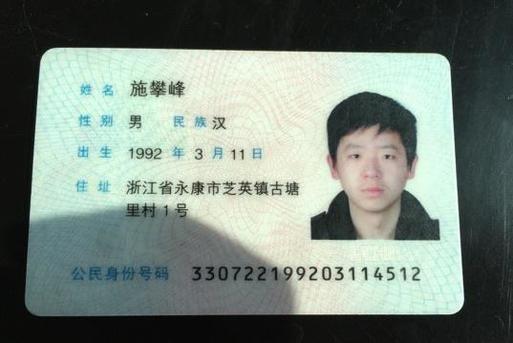 姓名 施攀峰
性别 男 民族 汉
出生 1992 年 3 月 11 日
住址 浙江省永康市芝英镇古塘
里村1号
公民身份号码 330722199203114512